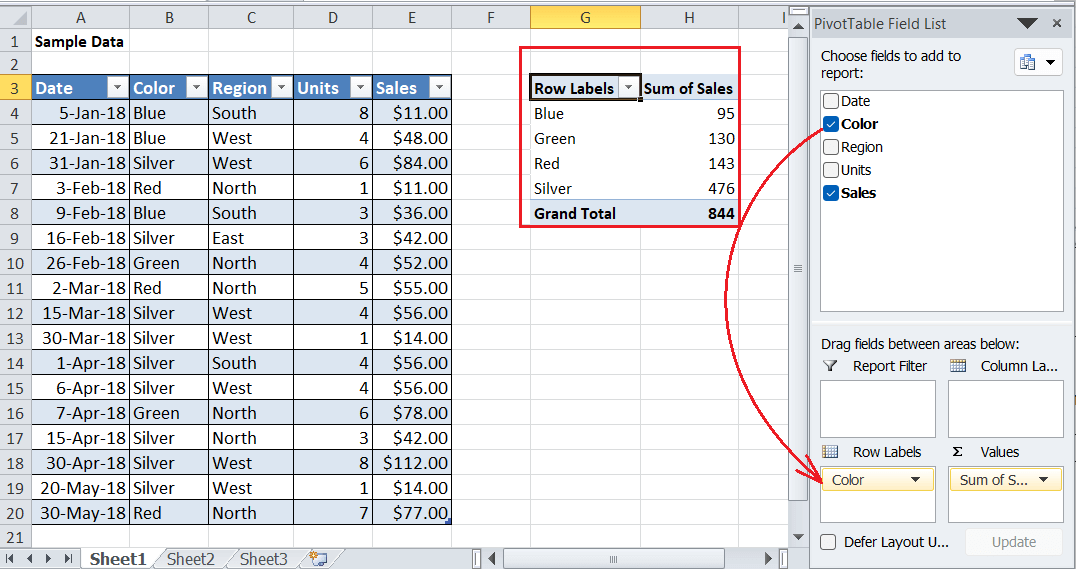 A B C D E F G H I
1 Sample Data
2
3 Date Color Region Units Sales Row Labels Sum of Sales
4 5-Jan-18 Blue South 8 $11.00 Blue 95
5 21-Jan-18 Blue West 4 $48.00 Green 130
6 31-Jan-18 Silver West 6 $84.00 Red 143
7 3-Feb-18 Red North 1 $11.00 Silver 476
8 9-Feb-18 Blue South 3 $36.00 Grand Total 844
9 16-Feb-18 Silver East 3 $42.00
10 26-Feb-18 Green North 4 $52.00
11 2-Mar-18 Red North 5 $55.00
12 15-Mar-18 Silver West 4 $56.00
13 30-Mar-18 Silver West 1 $14.00
14 1-Apr-18 Silver South 4 $56.00
15 6-Apr-18 Silver West 4 $56.00
16 7-Apr-18 Green North 6 $78.00
17 15-Apr-18 Silver North 3 $42.00
18 30-Apr-18 Silver West 8 $112.00
19 20-May-18 Silver West 1 $14.00
20 30-May-18 Red North 7 $77.00
21
Sheet1 Sheet2 Sheet3
PivotTable Field List
Choose fields to add to
report:
Date
Color
Region
Units
Sales
Drag fields between areas below:
Report Filter Column La...
Row Labels Σ Values
Color Sum of S...
Defer Layout U... Update